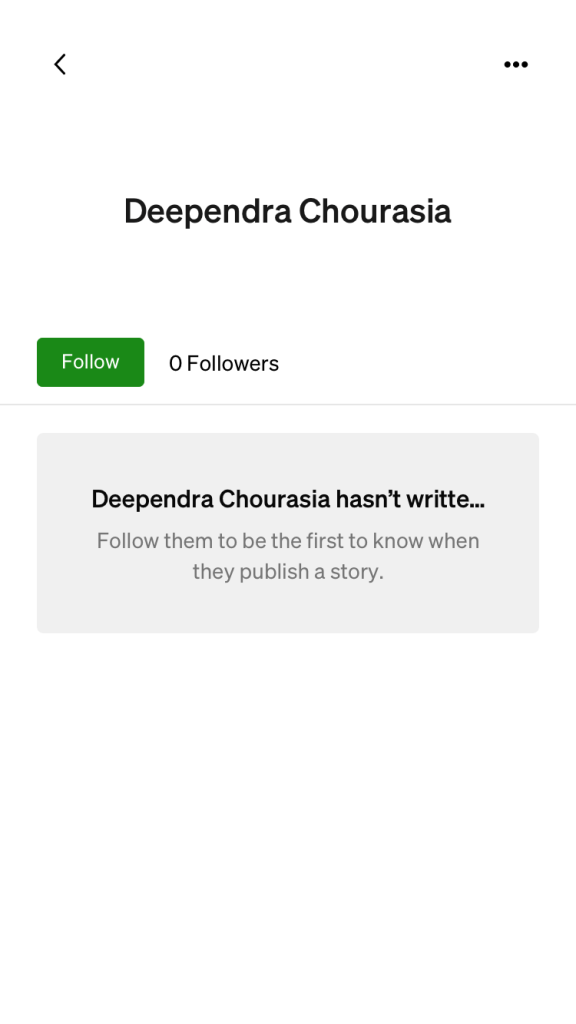 Deependra Chourasia
Follow
0 Followers
Deependra Chourasia hasn’t writte...
Follow them to be the first to know when
they publish a story.